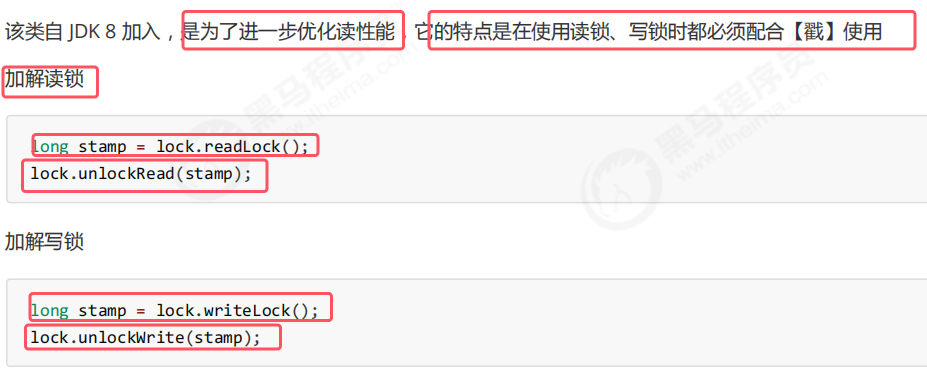 该类自 JDK 8 加入，是为了进一步优化读性能，它的特点是在使用读锁、写锁时都必须配合【戳】使用
加解读锁
long stamp = lock.readLock();
lock.unlockRead(stamp);
加解写锁
long stamp = lock.writeLock();
lock.unlockWrite(stamp);
黑马程序员
www.itheima.com
黑马程序员
www.itheima.com